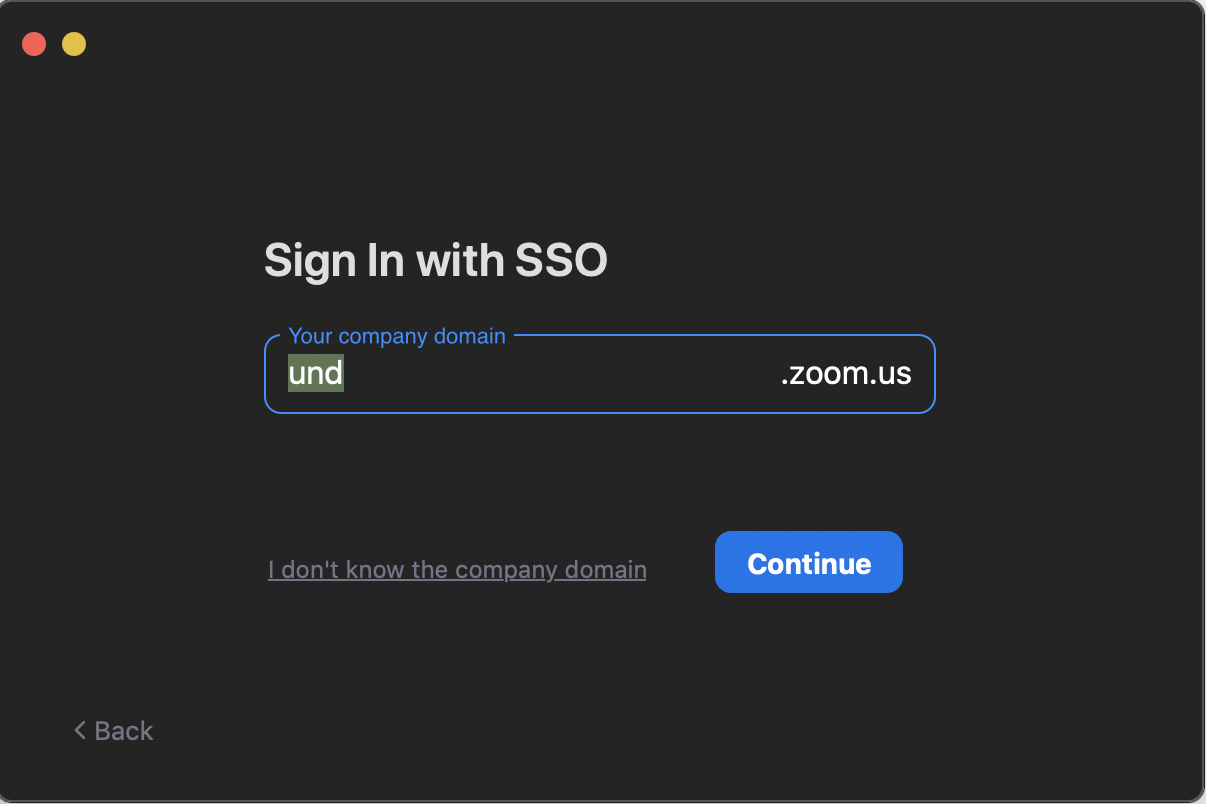 Sign In with SSO
Your company domain
und .zoom.us
I don't know the company domain
Continue
Back